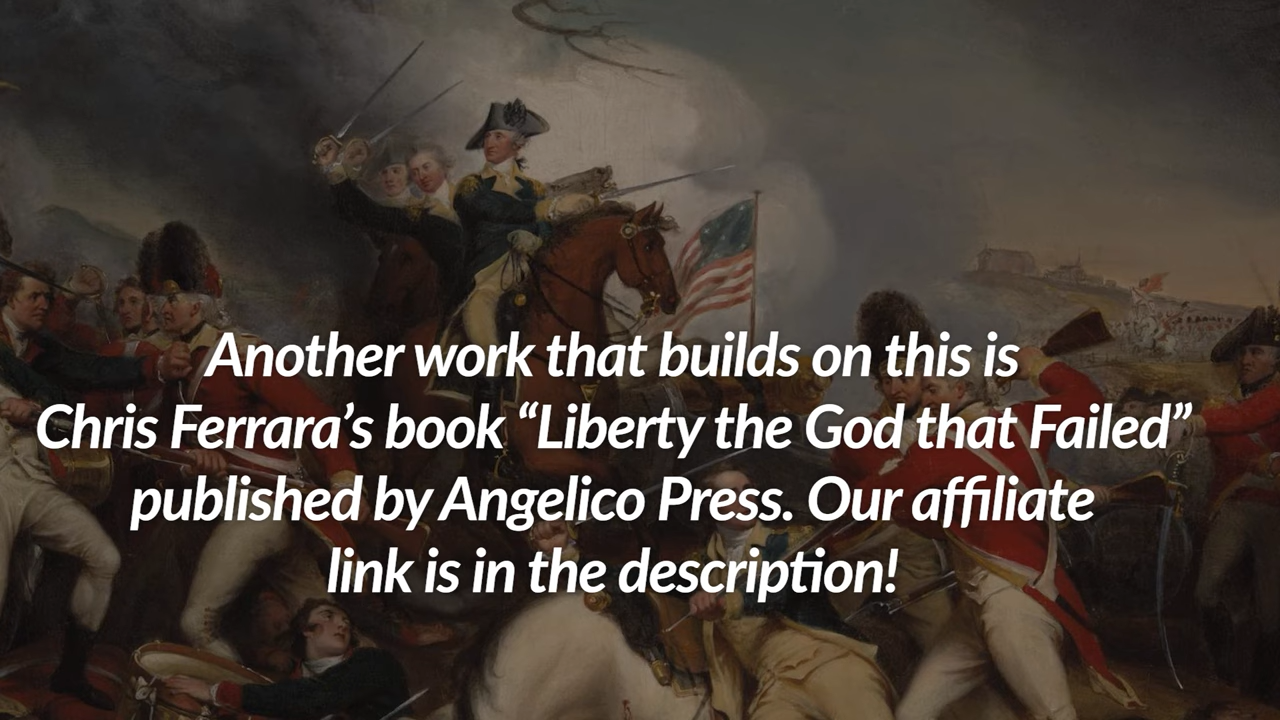 Another work that builds on this is
Chris Ferrara’s book “Liberty the God that Failed”
published by Angelico Press. Our affiliate
link is in the description!